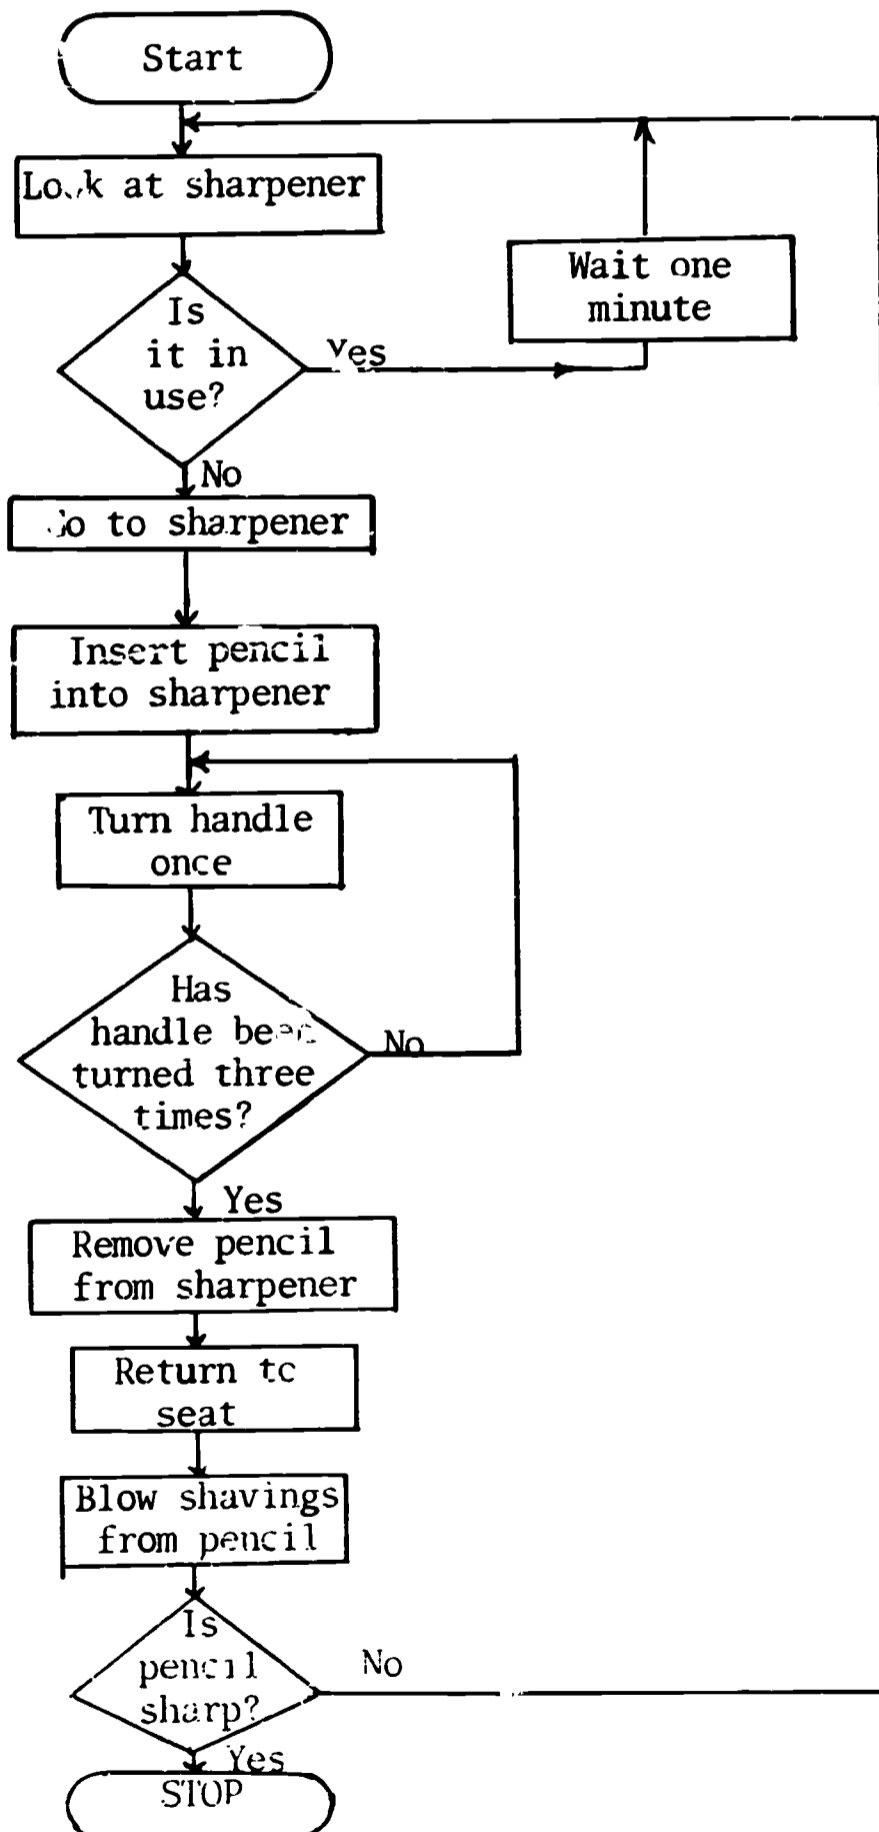 Start
Look at sharpener
Wait one
minute
Is
it in
use?
yes
No
Go to sharpener
Insert pencil
into sharpener
Turn handle
once
Has
handle been
turned three
times?
No
Yes
Remove pencil
from sharpener
Return to
seat
Blow shavings
from pencil
Is
pencil
sharp?
No
Yes
STOP